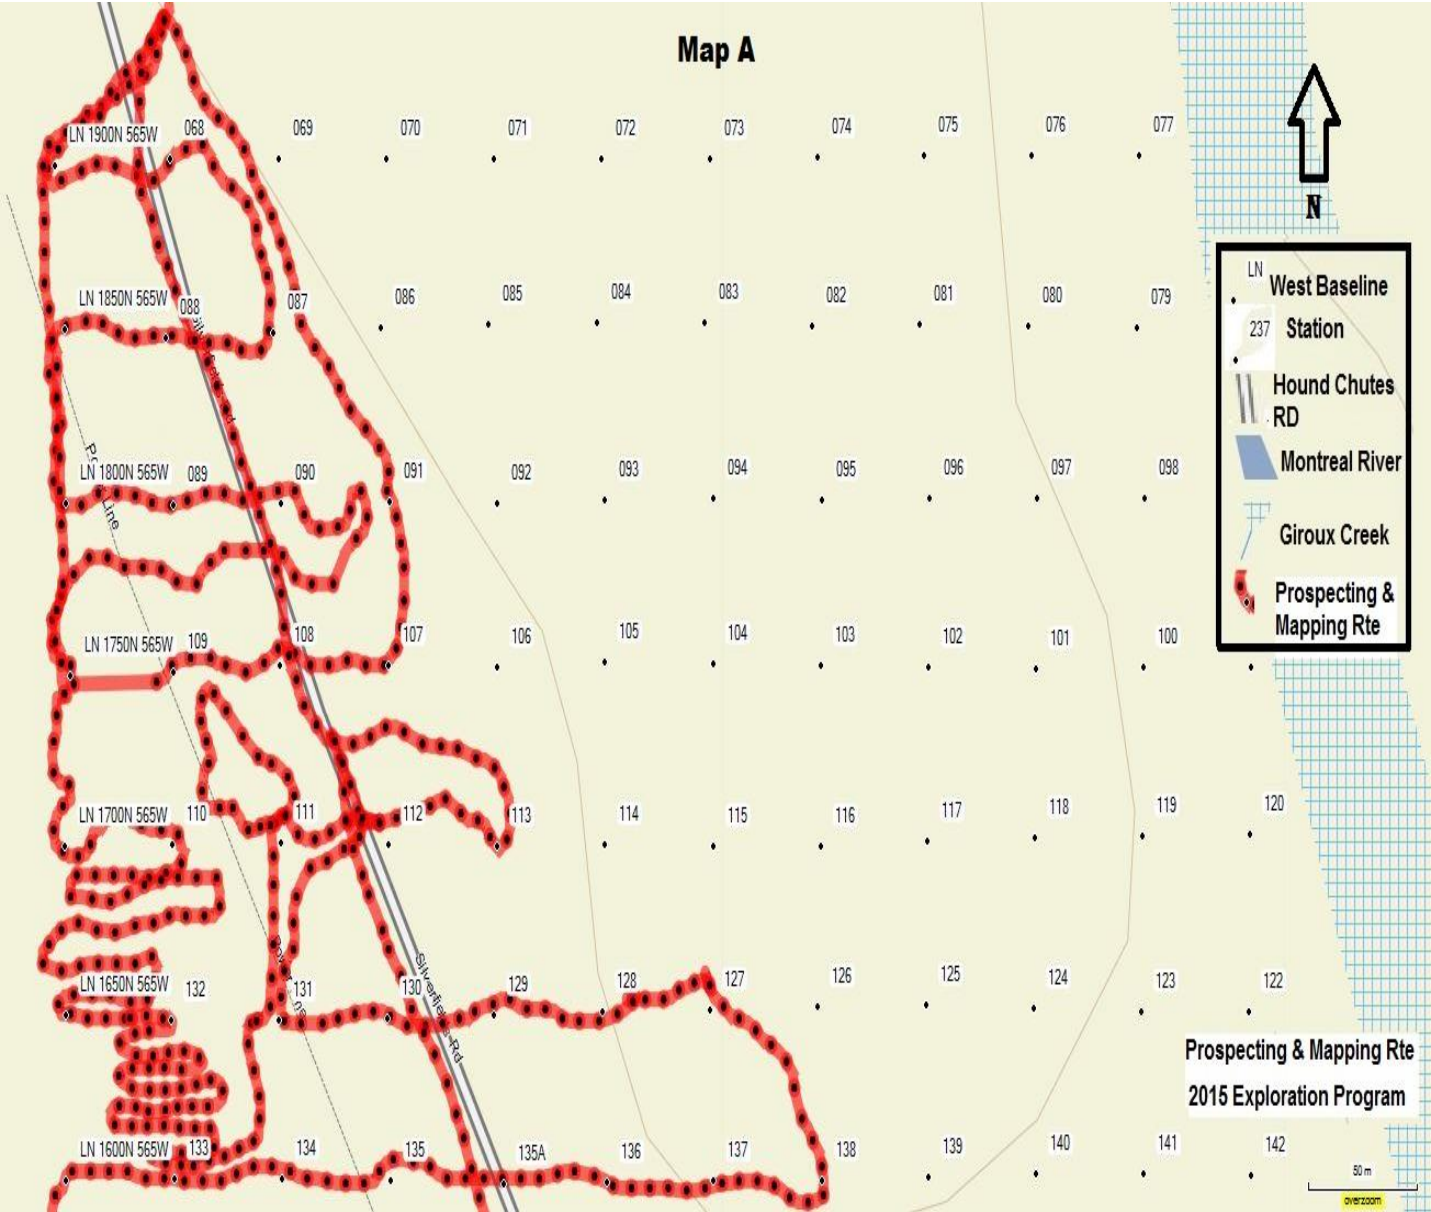 Map A
LN 1900N 565W 068 069 070 071 072 073 074 075 076 077
N
LN 1850N 565W 088 087 086 085 084 083 082 081 080 079
LN West Baseline
237 Station
Hound Chutes
RD
Montreal River
Giroux Creek
Prospecting &
Mapping Rte
Silverfields Rd
LN 1800N 565W 089 090 091 092 093 094 095 096 097 098
LN 1750N 565W 109 108 107 106 105 104 103 102 101 100
LN 1700N 565W 110 111 112 113 114 115 116 117 118 119 120
LN 1650N 565W 132 131 130 129 128 127 126 125 124 123 122
Silverfields Rd
Prospecting & Mapping Rte
2015 Exploration Program
LN 1600N 565W 133 134 135 135A 136 137 138 139 140 141 142
50 m
overzoom